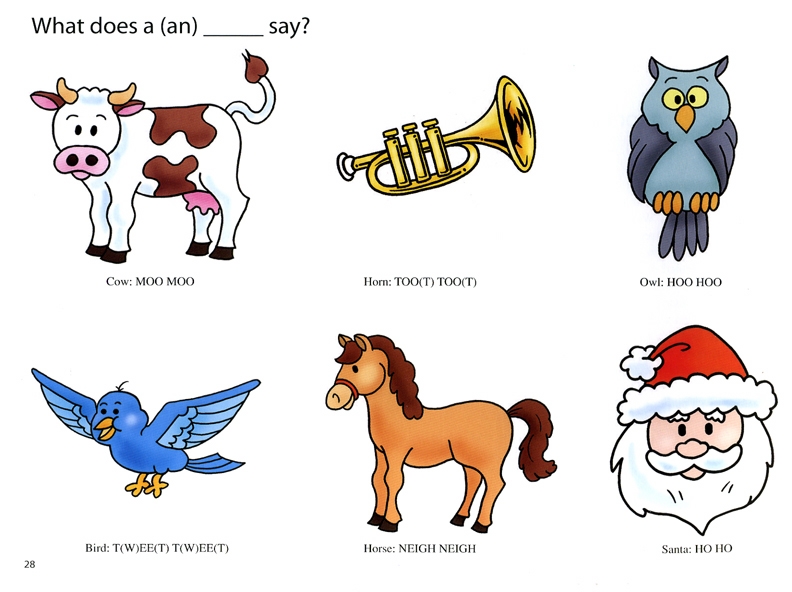 What does a (an) _____ say?
Cow: MOO MOO
Horn: TOO(T) TOO(T)
Owl: HOO HOO
Bird: T(W)EE(T) T(W)EE(T)
Horse: NEIGH NEIGH
Santa: HO HO
28